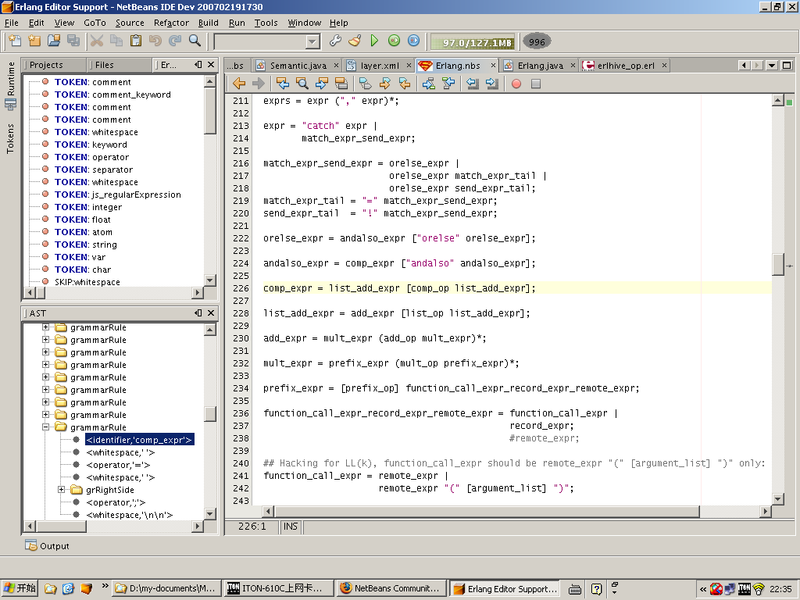 Erlang Editor Support - NetBeans IDE Dev 200702191730
File Edit View GoTo Source Refactor Build Run Tools Window Help
97.0/127.1MB 996
Projects Files Er...
Runtime
Tokens
TOKEN: comment
TOKEN: comment_keyword
TOKEN: comment
TOKEN: comment
TOKEN: whitespace
TOKEN: keyword
TOKEN: operator
TOKEN: separator
TOKEN: whitespace
TOKEN: js_regularExpression
TOKEN: integer
TOKEN: float
TOKEN: atom
TOKEN: string
TOKEN: var
TOKEN: char
SKIP:whitespace
AST
grammarRule
grammarRule
grammarRule
grammarRule
grammarRule
grammarRule
grammarRule
grammarRule
grammarRule
<identifier,'comp_expr'>
<whitespace,' '>
<operator,'='>
<whitespace,' '>
grRightSide
<operator,';'>
<whitespace,'\n\n'>
...bs Semantic.java layer.xml Erlang.nbs Erlang.java erlhive_op.erl
211 exprs = expr ("," expr)*;
212
213 expr = "catch" expr |
214 match_expr_send_expr;
215
216 match_expr_send_expr = orelse_expr |
217 orelse_expr match_expr_tail |
218 orelse_expr send_expr_tail;
219 match_expr_tail = "=" match_expr_send_expr;
220 send_expr_tail = "!" match_expr_send_expr;
221
222 orelse_expr = andalso_expr ["orelse" orelse_expr];
223
224 andalso_expr = comp_expr ["andalso" andalso_expr];
225
226 comp_expr = list_add_expr [comp_op list_add_expr];
227
228 list_add_expr = add_expr [list_op list_add_expr];
229
230 add_expr = mult_expr (add_op mult_expr)*;
231
232 mult_expr = prefix_expr (mult_op prefix_expr)*;
233
234 prefix_expr = [prefix_op] function_call_expr_record_expr_remote_expr;
235
236 function_call_expr_record_expr_remote_expr = function_call_expr |
237 record_expr;
238 #remote_expr;
239
240 ## Hacking for LL(k), function_call_expr should be remote_expr "(" [argument_list] ")" only:
241 function_call_expr = remote_expr |
242 remote_expr "(" [argument_list] ")";
243
226:1 INS
Output
开始 » D:\my-documents\M... ITON-610C上网卡... NetBeans Communit... Erlang Editor Support... « 22:35